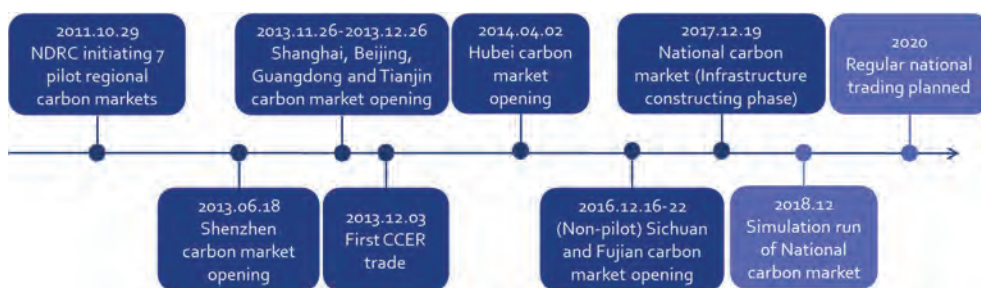 2011.10.29
NDRC initiating 7
pilot regional
carbon markets
2013.11.26-2013.12.26
Shanghai, Beijing,
Guangdong and Tianjin
carbon market opening
2014.04.02
Hubei carbon
market
opening
2017.12.19
National carbon
market (Infrastructure
constructing phase)
2020
Regular national
trading planned
2013.06.18
Shenzhen
carbon market
opening
2013.12.03
First CCER
trade
2016.12.16-22
(Non-pilot) Sichuan
and Fujian carbon
market opening
2018.12
Simulation run
of National
carbon market